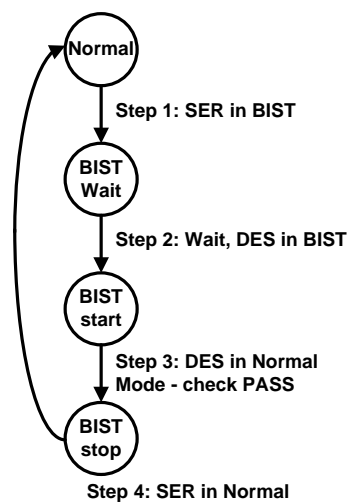 Normal
Step 1: SER in BIST
BIST
Wait
Step 2: Wait, DES in BIST
BIST
start
Step 3: DES in Normal
Mode - check PASS
BIST
stop
Step 4: SER in Normal